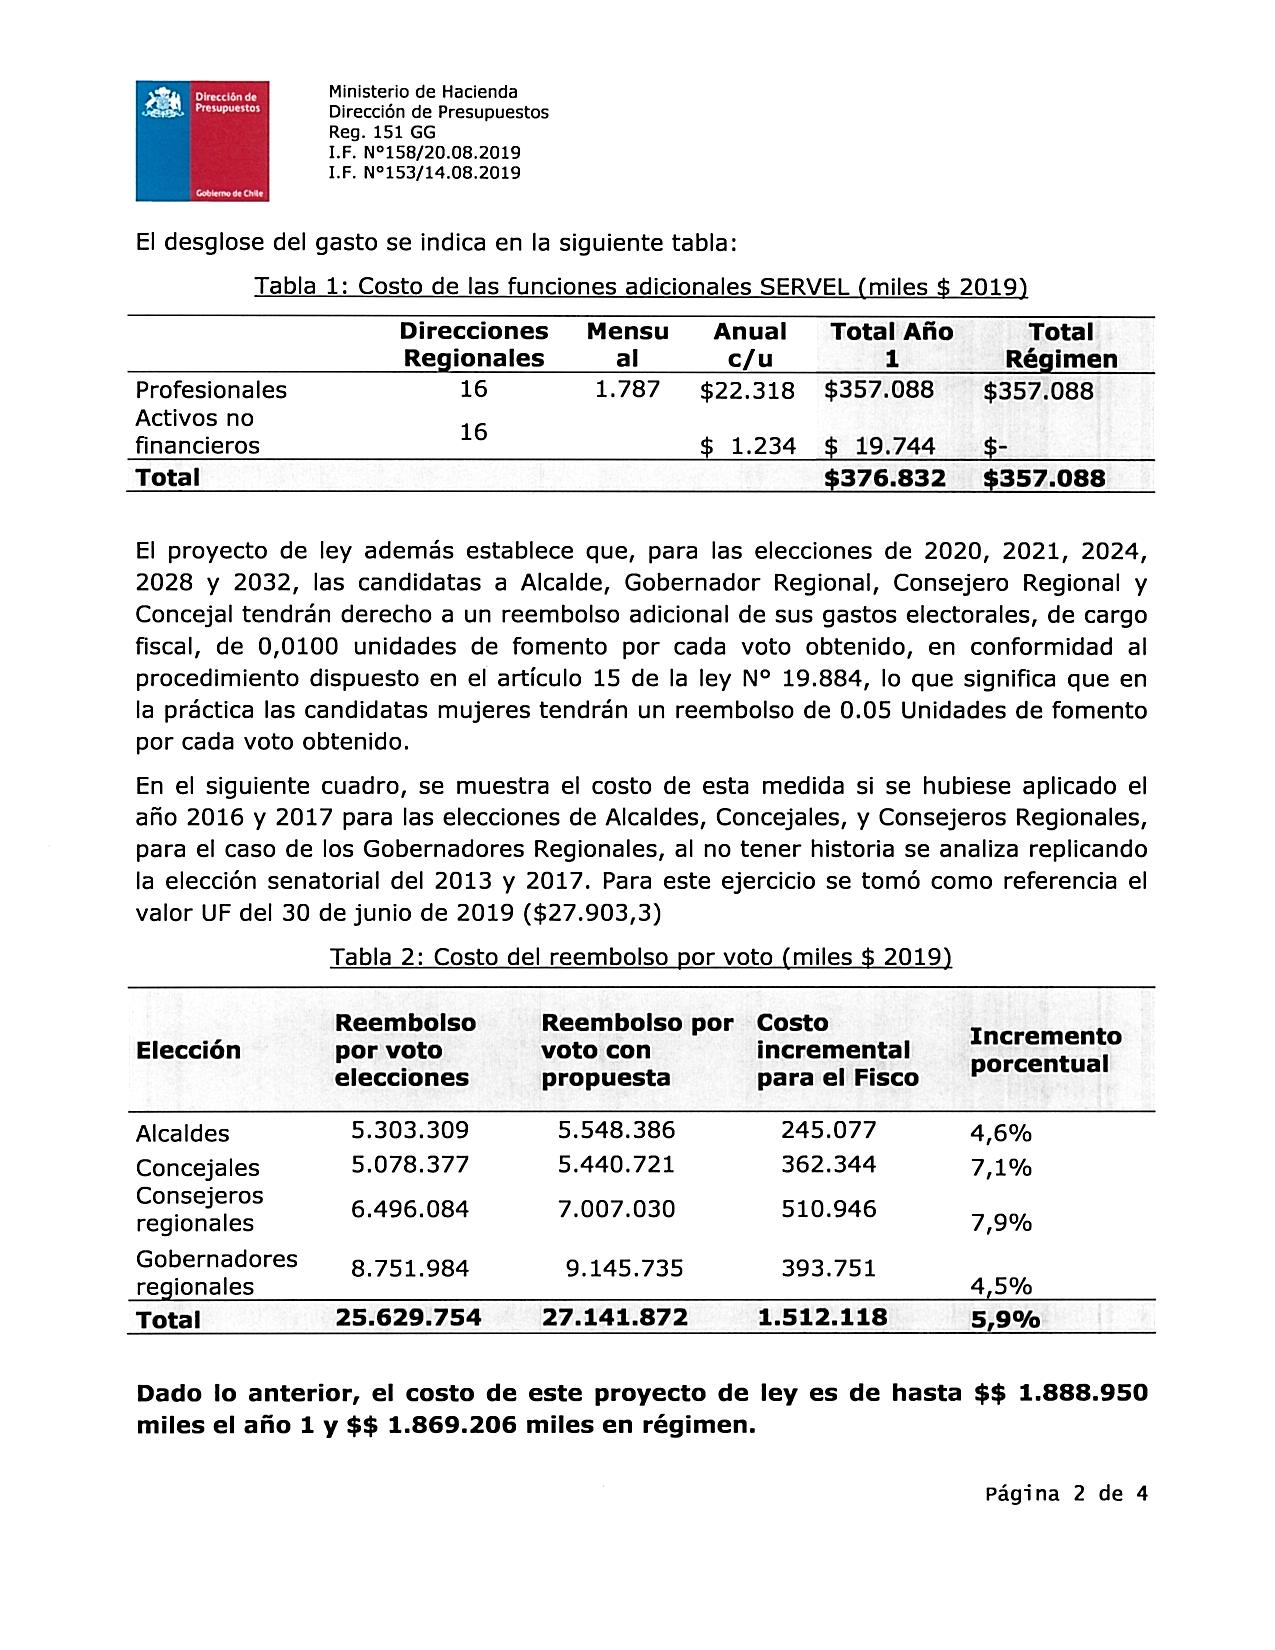 Dirección de
Presupuestos
Gobierno de Chile
Ministerio de Hacienda
Dirección de Presupuestos
Reg. 151 GG
I.F. N°158/20.08.2019
I.F. N°153/14.08.2019
El desglose del gasto se indica en la siguiente tabla:
Tabla 1: Costo de las funciones adicionales SERVEL (miles $ 2019)
Direcciones Mensu Anual Total Año Total
Regionales al c/u 1 Régimen
Profesionales 16 1.787 $22.318 $357.088 $357.088
Activos no
financieros 16 $ 1.234 $ 19.744 $-
Total $376.832 $357.088
El proyecto de ley además establece que, para las elecciones de 2020, 2021, 2024,
2028 y 2032, las candidatas a Alcalde, Gobernador Regional, Consejero Regional y
Concejal tendrán derecho a un reembolso adicional de sus gastos electorales, de cargo
fiscal, de 0,0100 unidades de fomento por cada voto obtenido, en conformidad al
procedimiento dispuesto en el artículo 15 de la ley N° 19.884, lo que significa que en
la práctica las candidatas mujeres tendrán un reembolso de 0.05 Unidades de fomento
por cada voto obtenido.
En el siguiente cuadro, se muestra el costo de esta medida si se hubiese aplicado el
año 2016 y 2017 para las elecciones de Alcaldes, Concejales, y Consejeros Regionales,
para el caso de los Gobernadores Regionales, al no tener historia se analiza replicando
la elección senatorial del 2013 y 2017. Para este ejercicio se tomó como referencia el
valor UF del 30 de junio de 2019 ($27.903,3)
Tabla 2: Costo del reembolso por voto (miles $ 2019)
Elección Reembolso por voto elecciones Reembolso por voto con propuesta Costo incremental para el Fisco Incremento porcentual
Alcaldes 5.303.309 5.548.386 245.077 4,6%
Concejales 5.078.377 5.440.721 362.344 7,1%
Consejeros
regionales 6.496.084 7.007.030 510.946 7,9%
Gobernadores
regionales 8.751.984 9.145.735 393.751 4,5%
Total 25.629.754 27.141.872 1.512.118 5,9%
Dado lo anterior, el costo de este proyecto de ley es de hasta $$ 1.888.950
miles el año 1 y $$ 1.869.206 miles en régimen.
Página 2 de 4